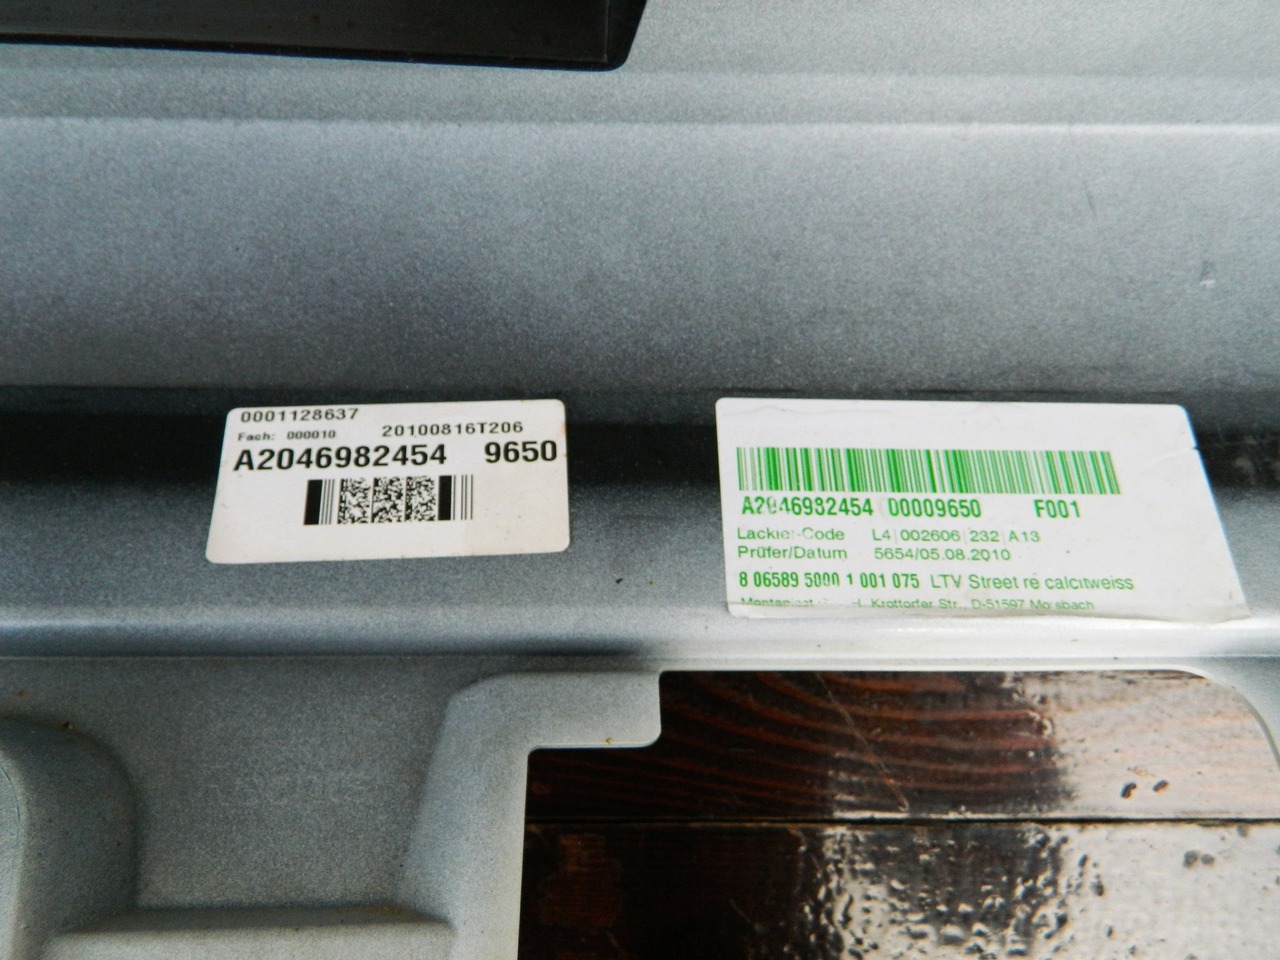 0001128637
Fach: 000010 20100816T206
A2046982454 9650
A2046982454 00009650 F001
Lackier-Code L4 002606 232 A13
Prüfer/Datum 5654/05.08.2010
8 06589 5000 1 001 075 LTV Street re calcitweiss
Krottorfer Str., D-51597 Morsbach